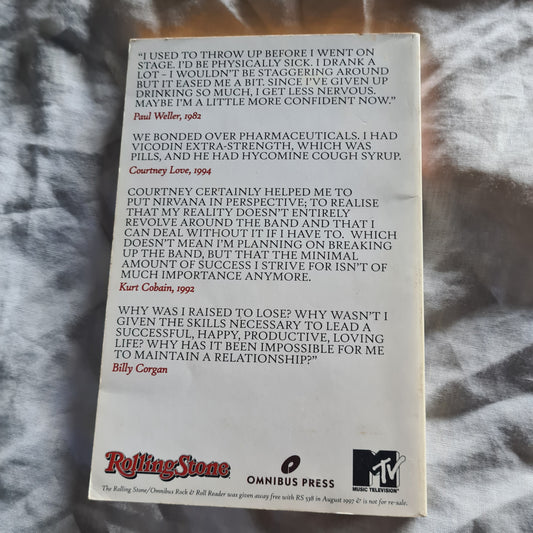 “I USED TO THROW UP BEFORE I WENT ON
STAGE. I’D BE PHYSICALLY SICK. I DRANK A
LOT – I WOULDN’T BE STAGGERING AROUND
BUT IT EASED ME A BIT. SINCE I’VE GIVEN UP
DRINKING SO MUCH, I GET LESS NERVOUS.
MAYBE I’M A LITTLE MORE CONFIDENT NOW.”
Paul Weller, 1982
WE BONDED OVER PHARMACEUTICALS. I HAD
VICODIN EXTRA-STRENGTH, WHICH WAS
PILLS, AND HE HAD HYCOMINE COUGH SYRUP.
Courtney Love, 1994
COURTNEY CERTAINLY HELPED ME TO
PUT NIRVANA IN PERSPECTIVE; TO REALISE
THAT MY REALITY DOESN’T ENTIRELY
REVOLVE AROUND THE BAND AND THAT I
CAN DEAL WITHOUT IT IF I HAVE TO. WHICH
DOESN’T MEAN I’M PLANNING ON BREAKING
UP THE BAND, BUT THAT THE MINIMAL
AMOUNT OF SUCCESS I STRIVE FOR ISN’T OF
MUCH IMPORTANCE ANYMORE.
Kurt Cobain, 1992
WHY WAS I RAISED TO LOSE? WHY WASN’T I
GIVEN THE SKILLS NECESSARY TO LEAD A
SUCCESSFUL, HAPPY, PRODUCTIVE, LOVING
LIFE? WHY HAS IT BEEN IMPOSSIBLE FOR ME
TO MAINTAIN A RELATIONSHIP?”
Billy Corgan
RollingStone
OMNIBUS PRESS
MTV
MUSIC TELEVISION
The Rolling Stone/Omnibus Rock & Roll Reader was given away free with RS 538 in August 1997 & is not for re-sale.